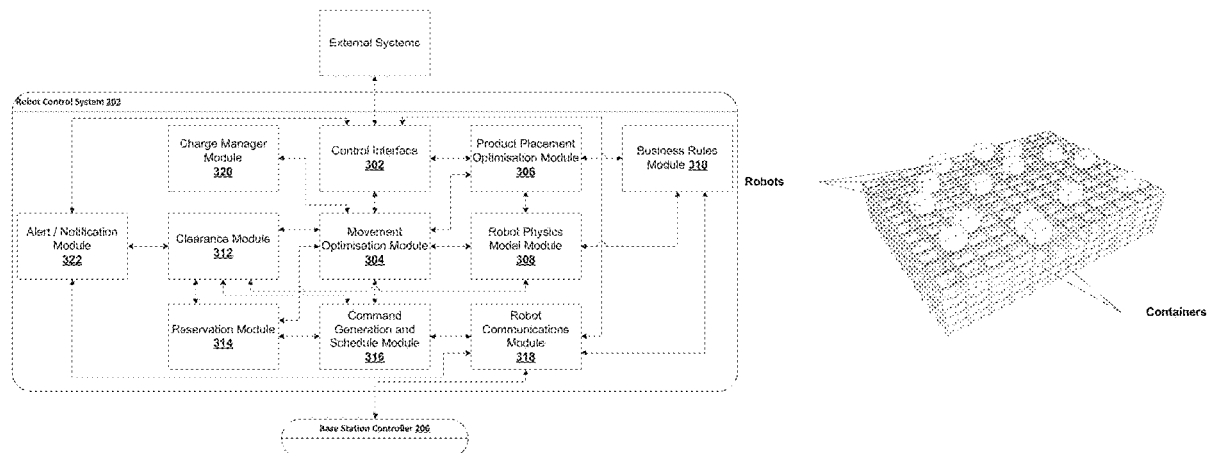 External Systems
Robot Control System 202
Charge Manager
Module
320
Control Interface
302
Product Placement
Optimisation Module
306
Business Rules
Module 310
Robots
Alert / Notification
Module
322
Clearance Module
312
Movement
Optimisation Module
304
Robot Physics
Model Module
308
Containers
Reservation Module
314
Command
Generation and
Schedule Module
316
Robot
Communications
Module
318
Base Station Controller 206